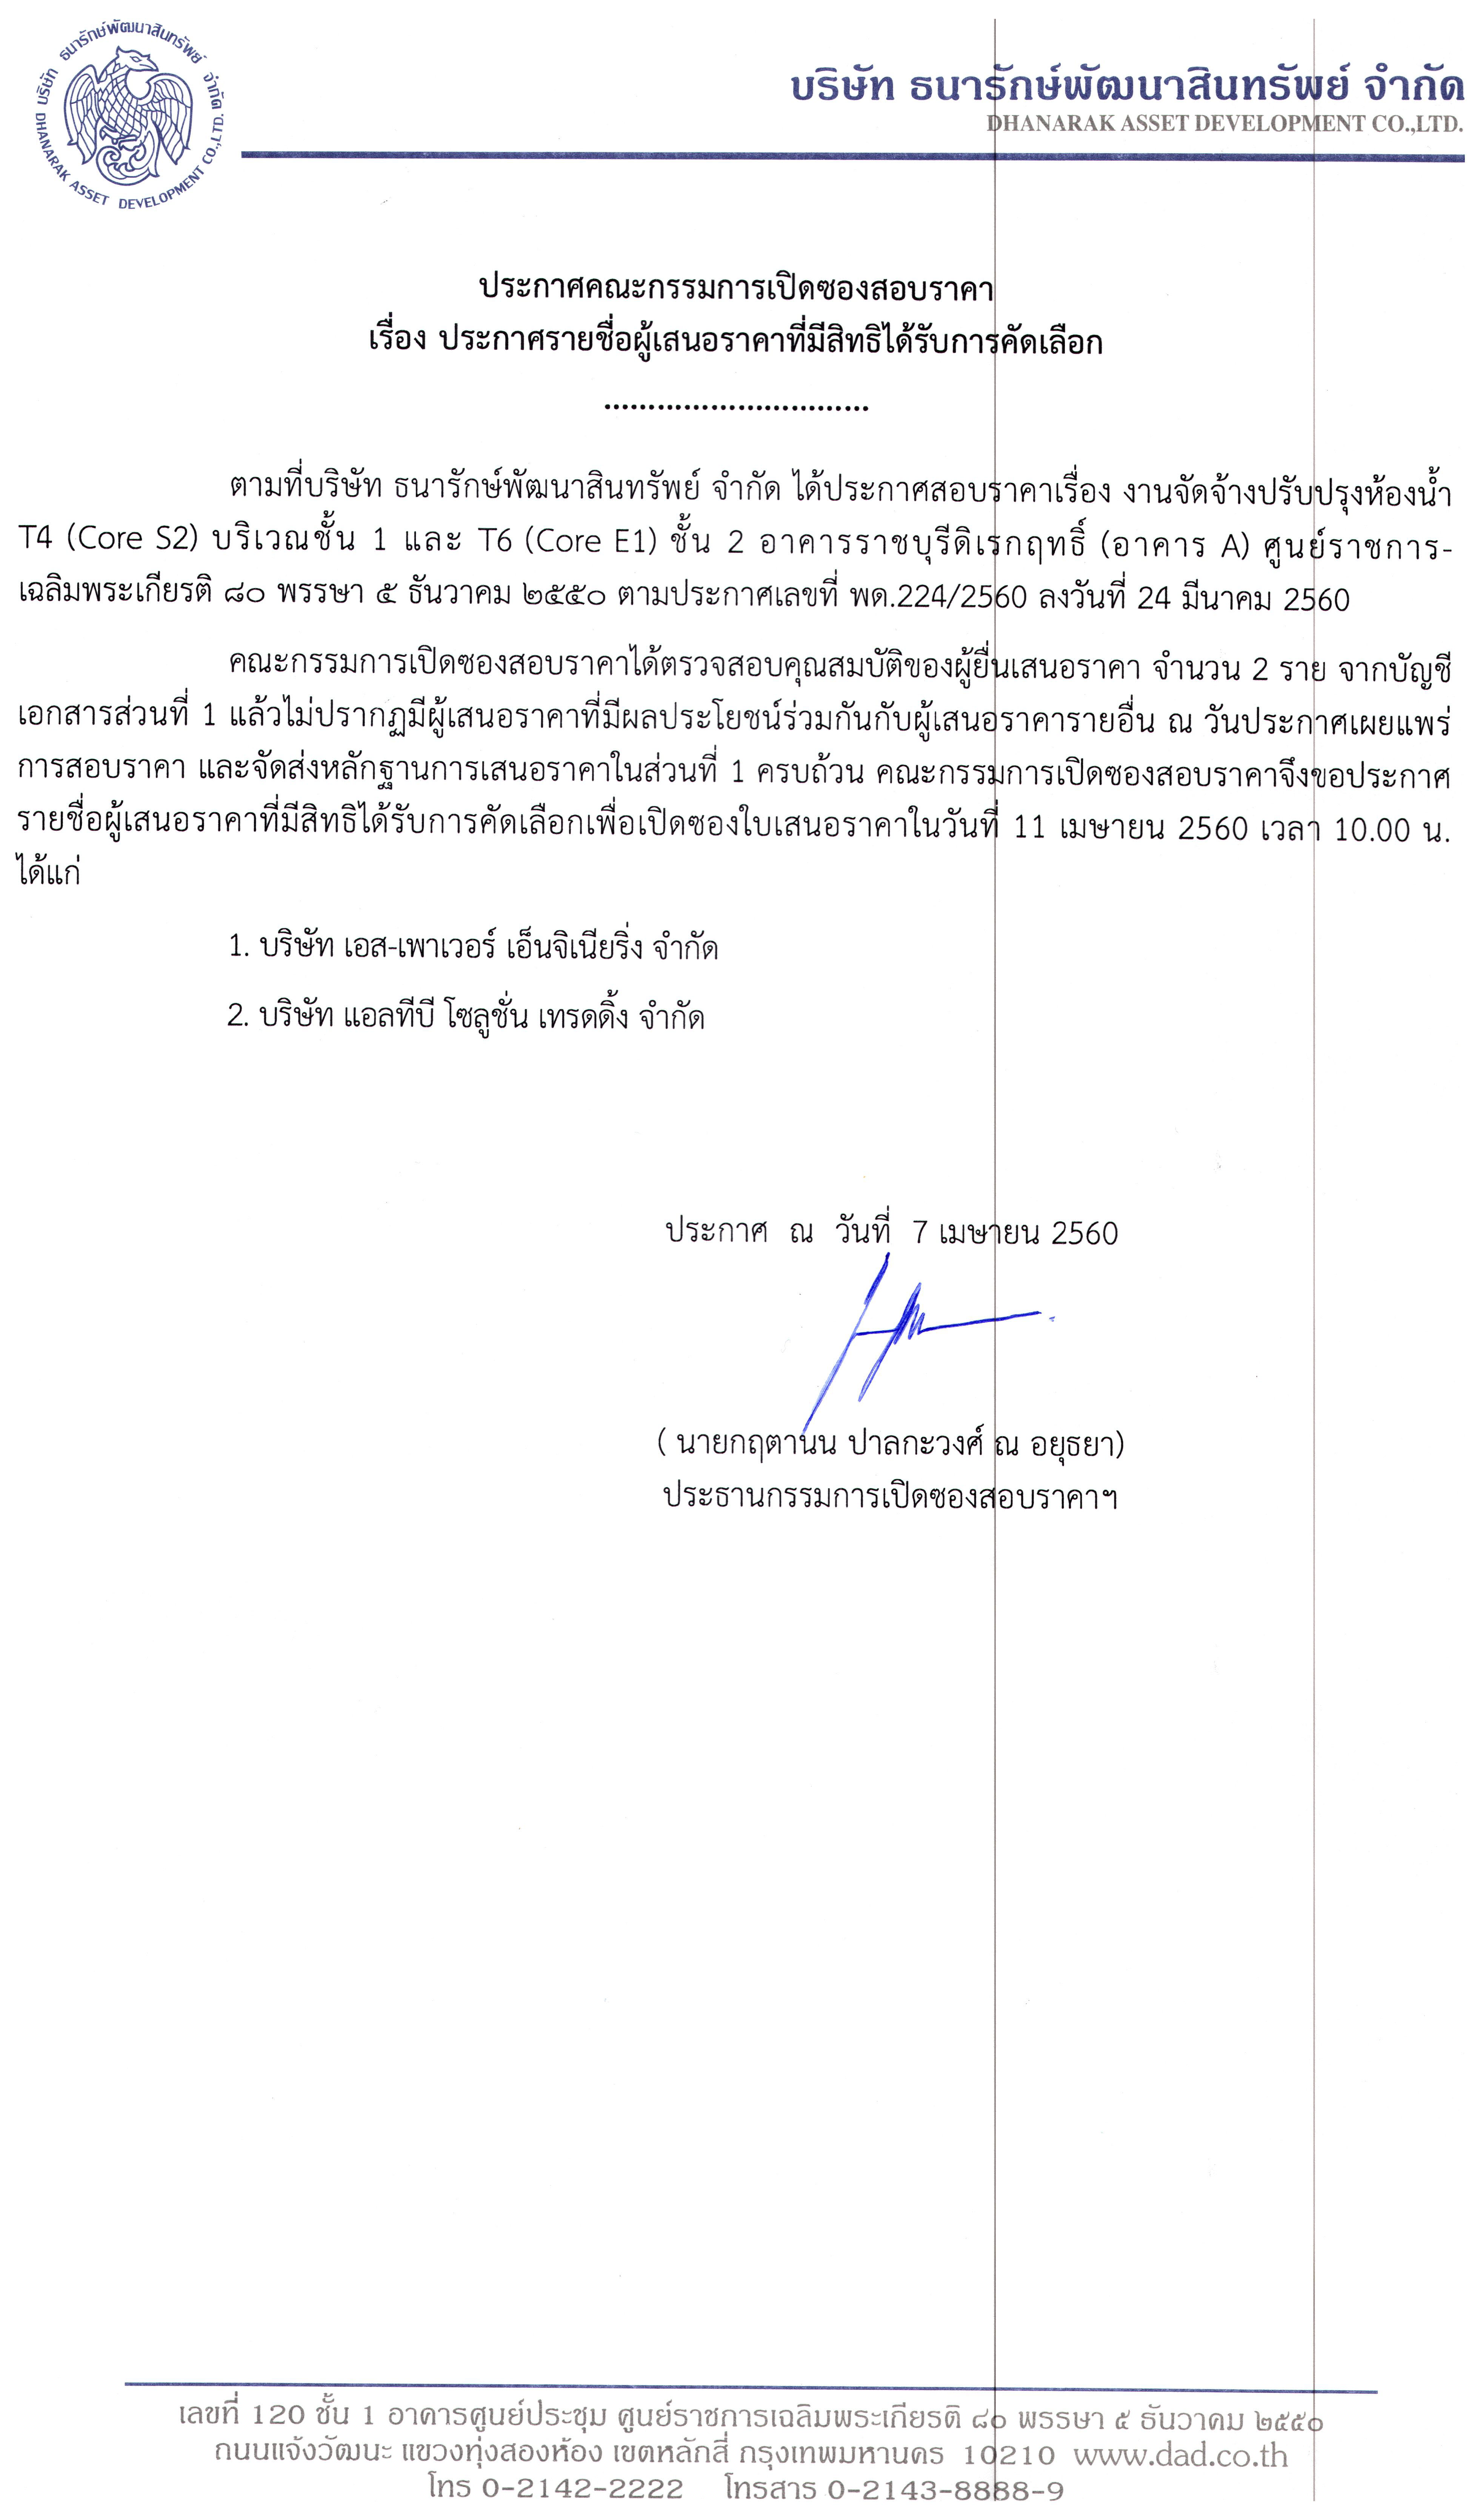 บริษัท ธนารักษ์พัฒนาสินทรัพย์ จำกัด
DHANARAK ASSET DEVELOPMENT CO.,LTD.
บริษัท ธนารักษ์พัฒนาสินทรัพย์ จำกัด
DHANARAK ASSET DEVELOPMENT CO.,LTD.
ประกาศคณะกรรมการเปิดซองสอบราคา
เรื่อง ประกาศรายชื่อผู้เสนอราคาที่มีสิทธิได้รับการคัดเลือก
..............................
ตามที่บริษัท ธนารักษ์พัฒนาสินทรัพย์ จำกัด ได้ประกาศสอบราคาเรื่อง งานจัดจ้างปรับปรุงห้องน้ำ
T4 (Core S2) บริเวณชั้น 1 และ T6 (Core E1) ชั้น 2 อาคารราชบุรีดิเรกฤทธิ์ (อาคาร A) ศูนย์ราชการ-
เฉลิมพระเกียรติ ๘๐ พรรษา ๕ ธันวาคม ๒๕๕๐ ตามประกาศเลขที่ พด.224/2560 ลงวันที่ 24 มีนาคม 2560
คณะกรรมการเปิดซองสอบราคาได้ตรวจสอบคุณสมบัติของผู้ยื่นเสนอราคา จำนวน 2 ราย จากบัญชี
เอกสารส่วนที่ 1 แล้วไม่ปรากฏมีผู้เสนอราคาที่มีผลประโยชน์ร่วมกันกับผู้เสนอราคารายอื่น ณ วันประกาศเผยแพร่
การสอบราคา และจัดส่งหลักฐานการเสนอราคาในส่วนที่ 1 ครบถ้วน คณะกรรมการเปิดซองสอบราคาจึงขอประกาศ
รายชื่อผู้เสนอราคาที่มีสิทธิได้รับการคัดเลือกเพื่อเปิดซองใบเสนอราคาในวันที่ 11 เมษายน 2560 เวลา 10.00 น.
ได้แก่
1. บริษัท เอส-เพาเวอร์ เอ็นจิเนียริ่ง จำกัด
2. บริษัท แอลทีบี โซลูชั่น เทรดดิ้ง จำกัด
ประกาศ ณ วันที่ 7 เมษายน 2560
( นายกฤตานน ปาลกะวงศ์ ณ อยุธยา)
ประธานกรรมการเปิดซองสอบราคาฯ
เลขที่ 120 ชั้น 1 อาคารศูนย์ประชุม ศูนย์ราชการเฉลิมพระเกียรติ ๘๐ พรรษา ๕ ธันวาคม ๒๕๕๐
ถนนแจ้งวัฒนะ แขวงทุ่งสองห้อง เขตหลักสี่ กรุงเทพมหานคร 10210 www.dad.co.th
โทร 0-2142-2222 โทรสาร 0-2143-8888-9